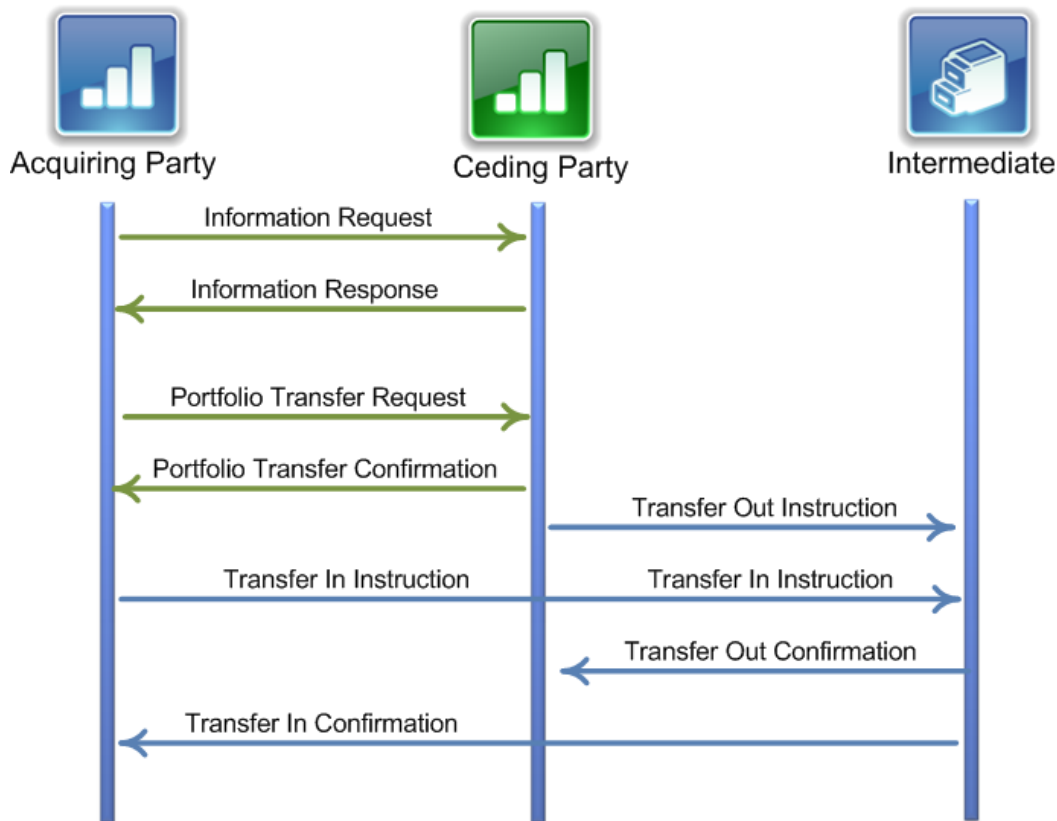 Acquiring Party
Ceding Party
Intermediate
Information Request
Information Response
Portfolio Transfer Request
Portfolio Transfer Confirmation
Transfer Out Instruction
Transfer In Instruction
Transfer In Instruction
Transfer Out Confirmation
Transfer In Confirmation